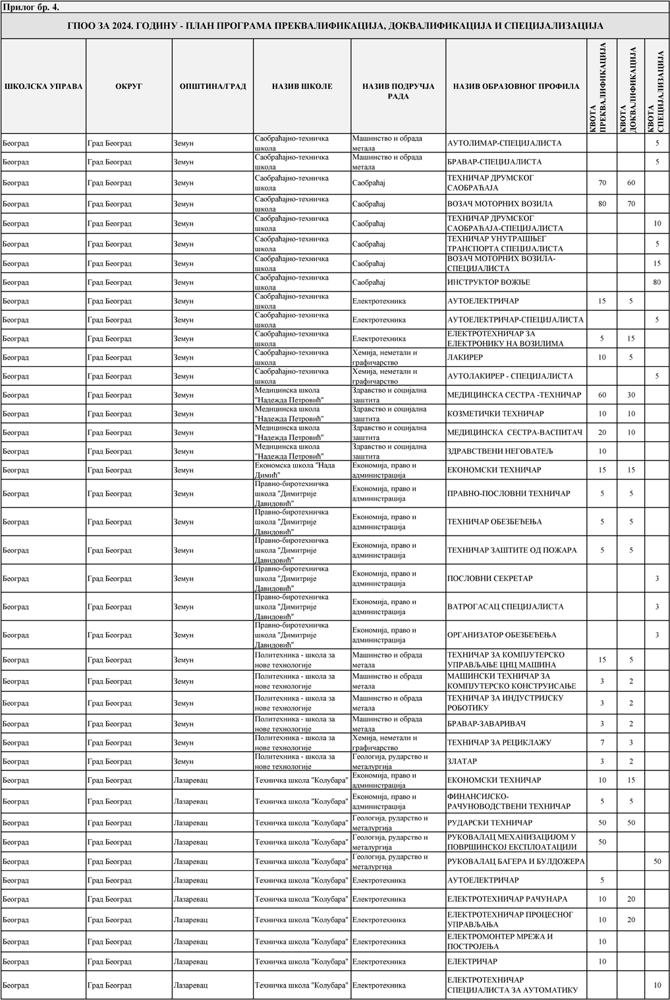 Прилог бр. 4.
ГПОО ЗА 2024. ГОДИНУ - ПЛАН ПРОГРАМА ПРЕКВАЛИФИКАЦИЈА, ДОКВАЛИФИКАЦИЈА И СПЕЦИЈАЛИЗАЦИЈА
ШКОЛСКА УПРАВА ОКРУГ ОПШТИНА/ГРАД НАЗИВ ШКОЛЕ НАЗИВ ПОДРУЧЈА РАДА НАЗИВ ОБРАЗОВНОГ ПРОФИЛА КВОТА ПРЕКВАЛИФИКАЦИЈА КВОТА ДОКВАЛИФИКАЦИЈА КВОТА СПЕЦИЈАЛИЗАЦИЈА
Београд Град Београд Земун Саобраћајно-техничка школа Машинство и обрада метала АУТОЛИМАР-СПЕЦИЈАЛИСТА 5
Београд Град Београд Земун Саобраћајно-техничка школа Машинство и обрада метала БРАВАР-СПЕЦИЈАЛИСТА 5
Београд Град Београд Земун Саобраћајно-техничка школа Саобраћај ТЕХНИЧАР ДРУМСКОГ САОБРАЋАЈА 70 60
Београд Град Београд Земун Саобраћајно-техничка школа Саобраћај ВОЗАЧ МОТОРНИХ ВОЗИЛА 80 70
Београд Град Београд Земун Саобраћајно-техничка школа Саобраћај ТЕХНИЧАР ДРУМСКОГ САОБРАЋАЈА-СПЕЦИЈАЛИСТА 10
Београд Град Београд Земун Саобраћајно-техничка школа Саобраћај ТЕХНИЧАР УНУТРАШЊЕГ ТРАНСПОРТА СПЕЦИЈАЛИСТА 5
Београд Град Београд Земун Саобраћајно-техничка школа Саобраћај ВОЗАЧ МОТОРНИХ ВОЗИЛА-СПЕЦИЈАЛИСТА 15
Београд Град Београд Земун Саобраћајно-техничка школа Саобраћај ИНСТРУКТОР ВОЖЊЕ 80
Београд Град Београд Земун Саобраћајно-техничка школа Електротехника АУТОЕЛЕКТРИЧАР 15 5
Београд Град Београд Земун Саобраћајно-техничка школа Електротехника АУТОЕЛЕКТРИЧАР-СПЕЦИЈАЛИСТА 5
Београд Град Београд Земун Саобраћајно-техничка школа Електротехника ЕЛЕКТРОТЕХНИЧАР ЗА ЕЛЕКТРОНИКУ НА ВОЗИЛИМА 5 15
Београд Град Београд Земун Саобраћајно-техничка школа Хемија, неметали и графичарство ЛАКИРЕР 10 5
Београд Град Београд Земун Саобраћајно-техничка школа Хемија, неметали и графичарство АУТОЛАКИРЕР - СПЕЦИЈАЛИСТА 5
Београд Град Београд Земун Медицинска школа "Надежда Петровић" Здравство и социјална заштита МЕДИЦИНСКА СЕСТРА -ТЕХНИЧАР 60 30
Београд Град Београд Земун Медицинска школа "Надежда Петровић" Здравство и социјална заштита КОЗМЕТИЧКИ ТЕХНИЧАР 10 10
Београд Град Београд Земун Медицинска школа "Надежда Петровић" Здравство и социјална заштита МЕДИЦИНСКА СЕСТРА-ВАСПИТАЧ 20 10
Београд Град Београд Земун Медицинска школа "Надежда Петровић" Здравство и социјална заштита ЗДРАВСТВЕНИ НЕГОВАТЕЉ 10
Београд Град Београд Земун Економска школа "Нада Димић" Економија, право и администрација ЕКОНОМСКИ ТЕХНИЧАР 15 15
Београд Град Београд Земун Правно-биротехничка школа "Димитрије Давидовић" Економија, право и администрација ПРАВНО-ПОСЛОВНИ ТЕХНИЧАР 5 5
Београд Град Београд Земун Правно-биротехничка школа "Димитрије Давидовић" Економија, право и администрација ТЕХНИЧАР ОБЕЗБЕЂЕЊА 5 5
Београд Град Београд Земун Правно-биротехничка школа "Димитрије Давидовић" Економија, право и администрација ТЕХНИЧАР ЗАШТИТЕ ОД ПОЖАРА 5 5
Београд Град Београд Земун Правно-биротехничка школа "Димитрије Давидовић" Економија, право и администрација ПОСЛОВНИ СЕКРЕТАР 3
Београд Град Београд Земун Правно-биротехничка школа "Димитрије Давидовић" Економија, право и администрација ВАТРОГАСАЦ СПЕЦИЈАЛИСТА 3
Београд Град Београд Земун Правно-биротехничка школа "Димитрије Давидовић" Економија, право и администрација ОРГАНИЗАТОР ОБЕЗБЕЂЕЊА 3
Београд Град Београд Земун Политехника - школа за нове технологије Машинство и обрада метала ТЕХНИЧАР ЗА КОМПЈУТЕРСКО УПРАВЉАЊЕ ЦНЦ МАШИНА 15 5
Београд Град Београд Земун Политехника - школа за нове технологије Машинство и обрада метала МАШИНСКИ ТЕХНИЧАР ЗА КОМПЈУТЕРСКО КОНСТРУИСАЊЕ 3 2
Београд Град Београд Земун Политехника - школа за нове технологије Машинство и обрада метала ТЕХНИЧАР ЗА ИНДУСТРИЈСКУ РОБОТИКУ 3 2
Београд Град Београд Земун Политехника - школа за нове технологије Машинство и обрада метала БРАВАР-ЗАВАРИВАЧ 3 2
Београд Град Београд Земун Политехника - школа за нове технологије Хемија, неметали и графичарство ТЕХНИЧАР ЗА РЕЦИКЛАЖУ 7 3
Београд Град Београд Земун Политехника - школа за нове технологије Геологија, рударство и металургија ЗЛАТАР 3 2
Београд Град Београд Лазаревац Техничка школа "Колубара" Економија, право и администрација ЕКОНОМСКИ ТЕХНИЧАР 10 15
Београд Град Београд Лазаревац Техничка школа "Колубара" Економија, право и администрација ФИНАНСИЈСКО-РАЧУНОВОДСТВЕНИ ТЕХНИЧАР 5 5
Београд Град Београд Лазаревац Техничка школа "Колубара" Геологија, рударство и металургија РУДАРСКИ ТЕХНИЧАР 50 50
Београд Град Београд Лазаревац Техничка школа "Колубара" Геологија, рударство и металургија РУКОВАЛАЦ МЕХАНИЗАЦИЈОМ У ПОВРШИНСКОЈ ЕКСПЛОАТАЦИЈИ 50
Београд Град Београд Лазаревац Техничка школа "Колубара" Геологија, рударство и металургија РУКОВАЛАЦ БАГЕРА И БУЛДОЖЕРА 50
Београд Град Београд Лазаревац Техничка школа "Колубара" Електротехника АУТОЕЛЕКТРИЧАР 5
Београд Град Београд Лазаревац Техничка школа "Колубара" Електротехника ЕЛЕКТРОТЕХНИЧАР РАЧУНАРА 10 20
Београд Град Београд Лазаревац Техничка школа "Колубара" Електротехника ЕЛЕКТРОТЕХНИЧАР ПРОЦЕСНОГ УПРАВЉАЊА 10 20
Београд Град Београд Лазаревац Техничка школа "Колубара" Електротехника ЕЛЕКТРОМОНТЕР МРЕЖА И ПОСТРОЈЕЊА 10
Београд Град Београд Лазаревац Техничка школа "Колубара" Електротехника ЕЛЕКТРИЧАР 10
Београд Град Београд Лазаревац Техничка школа "Колубара" Електротехника ЕЛЕКТРОТЕХНИЧАР СПЕЦИЈАЛИСТА ЗА АУТОМАТИКУ 10